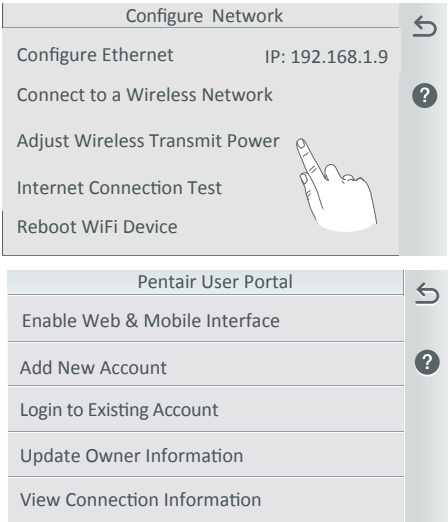 Configure Network
Configure Ethernet IP: 192.168.1.9
Connect to a Wireless Network
?
Adjust Wireless Transmit Power
Internet Connection Test
Reboot WiFi Device
Pentair User Portal
Enable Web & Mobile Interface
Add New Account
?
Login to Existing Account
Update Owner Information
View Connection Information